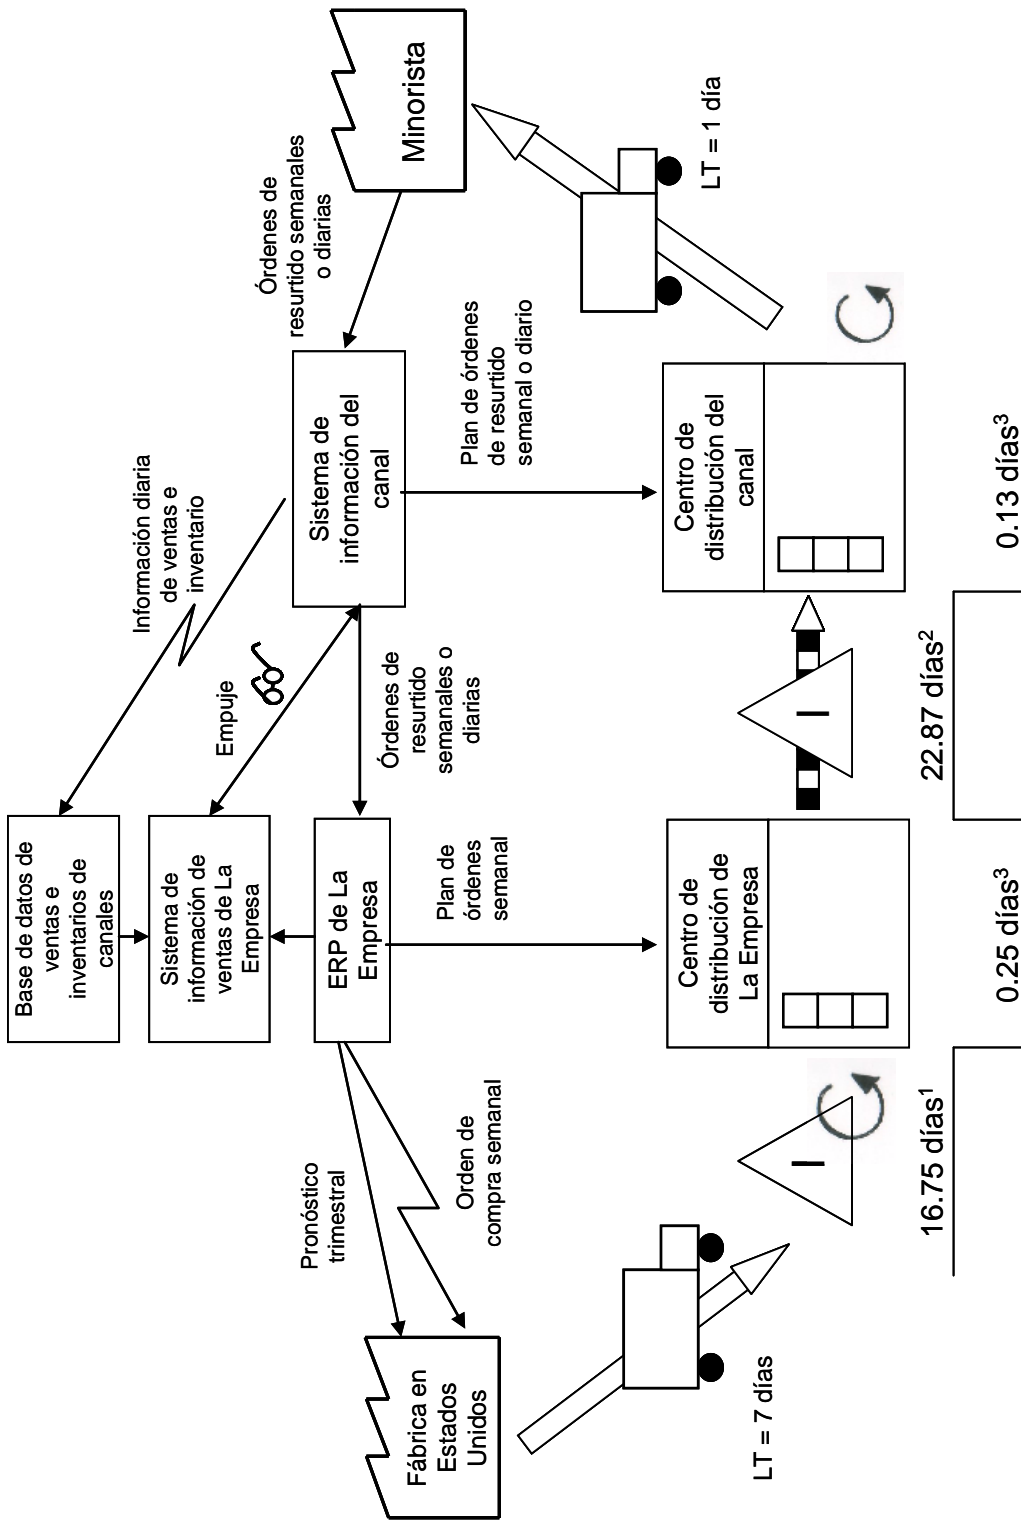 Base de datos de
ventas e
inventarios de
canales
Sistema de
información de
ventas de La
Empresa
ERP de La
Empresa
Información diaria
de ventas e
inventario
Empuje
Órdenes de
resurtido
semanales o
diarias
Sistema de
información del
canal
Órdenes de
resurtido semanales
o diarias
Minorista
Fábrica en
Estados
Unidos
Pronóstico
trimestral
Orden de
compra semanal
Plan de
órdenes
semanal
Plan de órdenes
de resurtido
semanal o diario
LT = 7 días
I
Centro de
distribución de
La Empresa
I
Centro de
distribución del
canal
LT = 1 día
16.75 días¹
0.25 días³
22.87 días²
0.13 días³